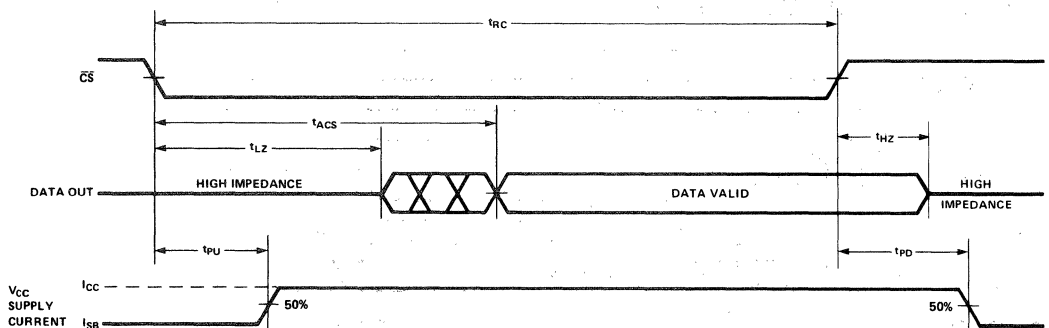 tRC
CS
tACS
tLZ
tHZ
DATA OUT
HIGH IMPEDANCE
DATA VALID
HIGH
IMPEDANCE
tPU
tPD
VCC
SUPPLY
CURRENT
ICC
ISB
50%
50%